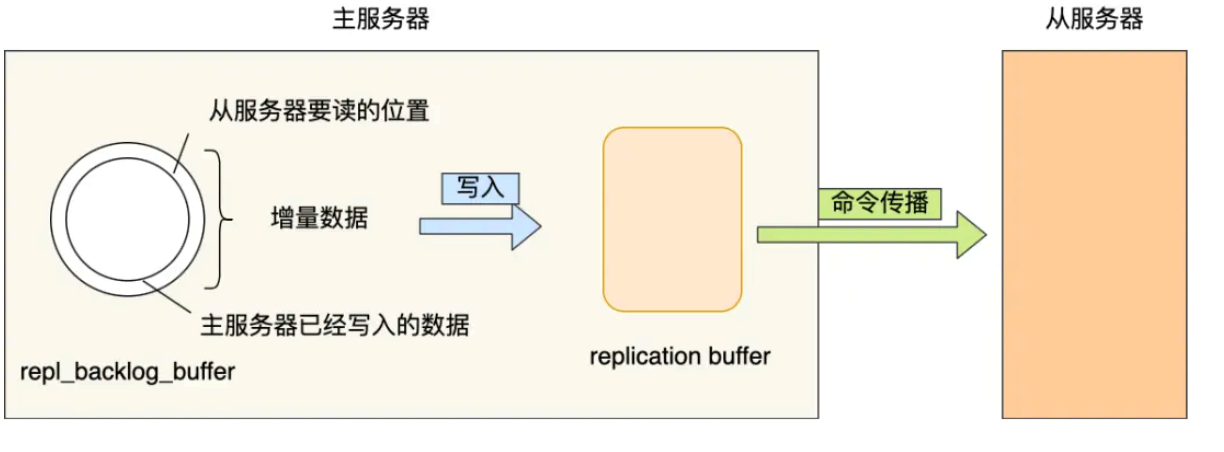 主服务器
从服务器
从服务器要读的位置
写入
命令传播
增量数据
主服务器已经写入的数据
replication buffer
repl_backlog_buffer